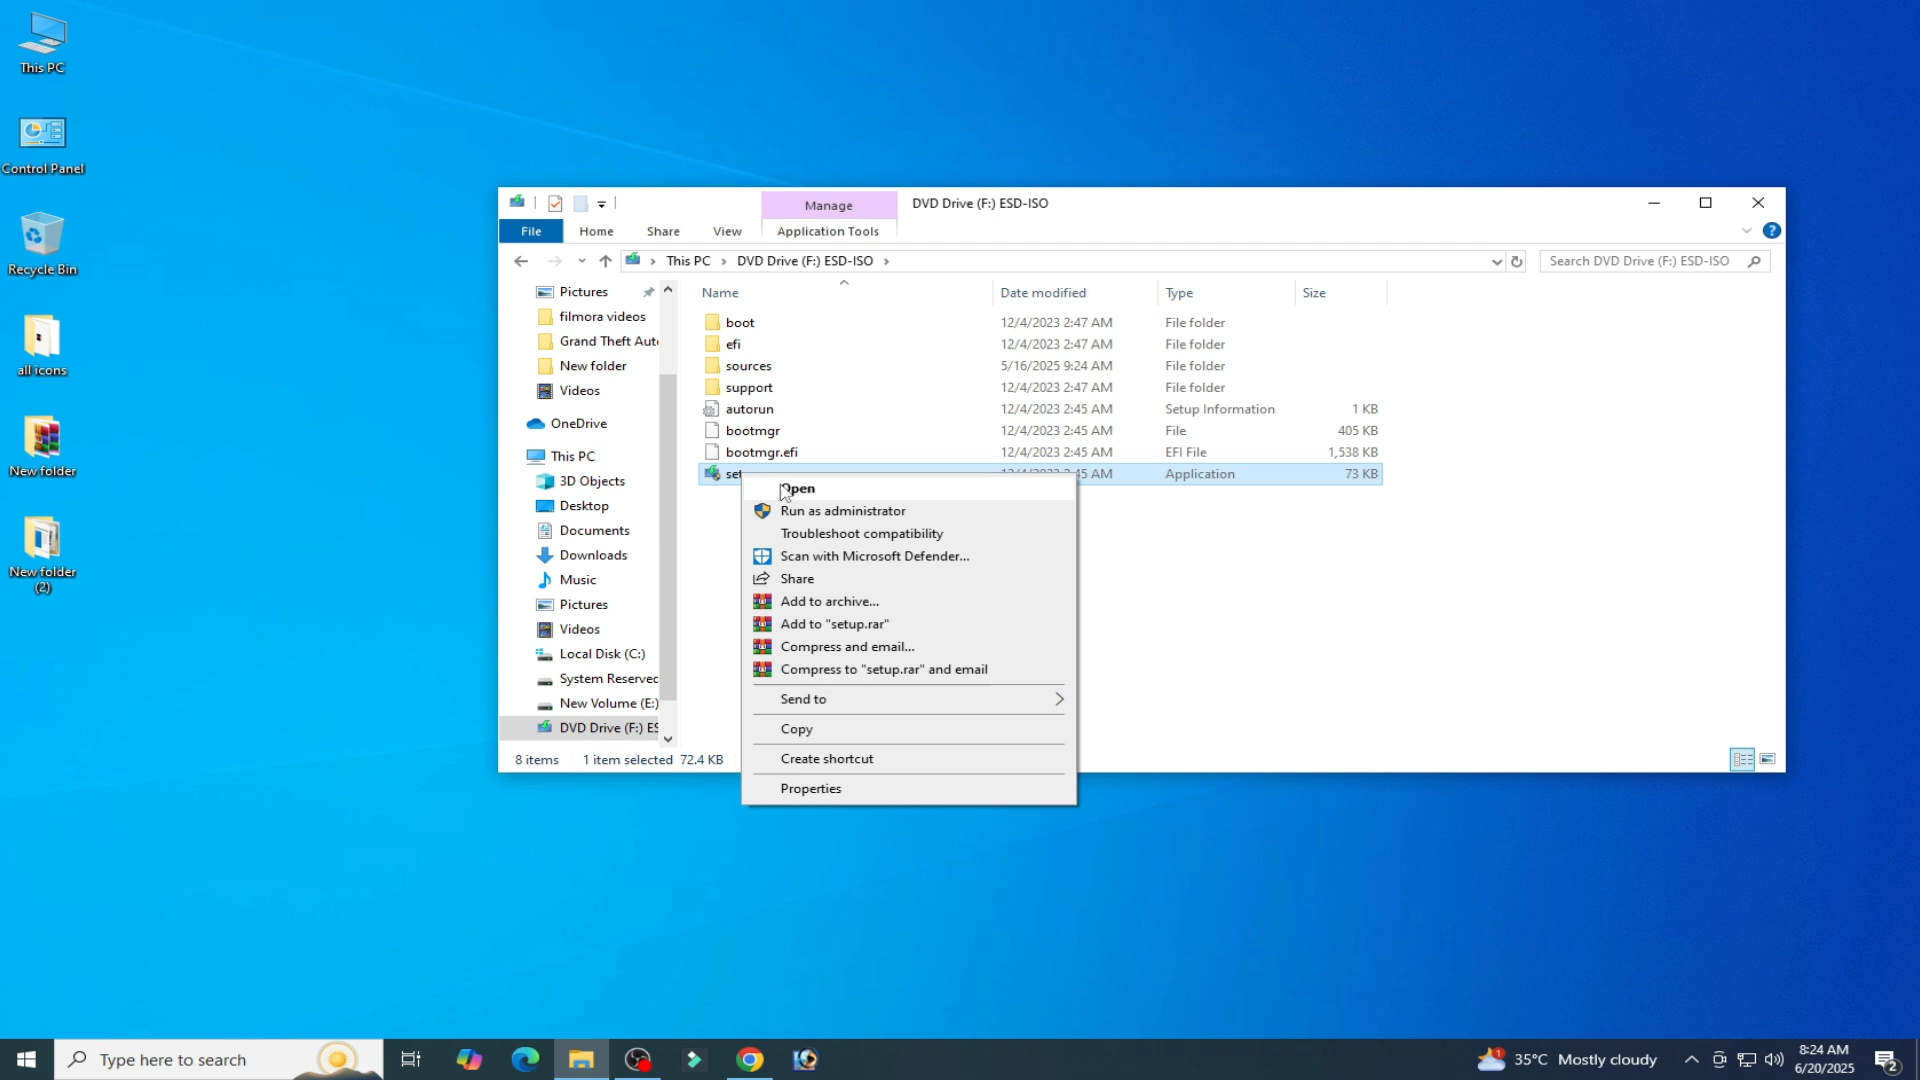 This PC
Control Panel
Recycle Bin
all icons
New folder
New folder
(2)
Manage
DVD Drive (F:) ESD-ISO
File
Home
Share
View
Application Tools
This PC
DVD Drive (F:) ESD-ISO
Search DVD Drive (F:) ESD-ISO
Pictures
filmora videos
Grand Theft Auto
New folder
Videos
OneDrive
This PC
3D Objects
Desktop
Documents
Downloads
Music
Pictures
Videos
Local Disk (C:)
System Reserved
New Volume (E:)
DVD Drive (F:) ES
Name Date modified Type Size
boot 12/4/2023 2:47 AM File folder
efi 12/4/2023 2:47 AM File folder
sources 5/16/2025 9:24 AM File folder
support 12/4/2023 2:47 AM File folder
autorun 12/4/2023 2:45 AM Setup Information 1 KB
bootmgr 12/4/2023 2:45 AM File 405 KB
bootmgr.efi 12/4/2023 2:45 AM EFI File 1,538 KB
set 12/4/2023 2:45 AM Application 73 KB
Open
Run as administrator
Troubleshoot compatibility
Scan with Microsoft Defender...
Share
Add to archive...
Add to "setup.rar"
Compress and email...
Compress to "setup.rar" and email
Send to
Copy
Create shortcut
Properties
8 items 1 item selected 72.4 KB
Type here to search
35°C Mostly cloudy
8:24 AM
6/20/2025
2